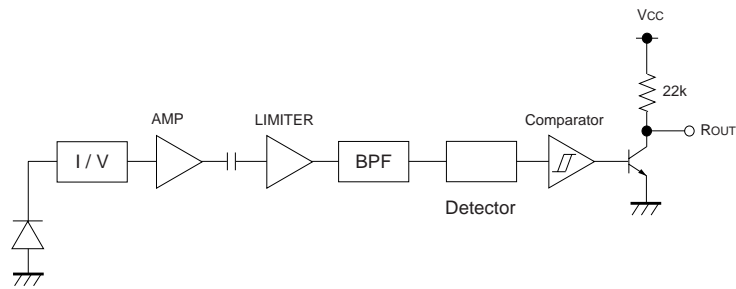 Vcc
22k
ROUT
AMP
LIMITER
Comparator
I / V
BPF
Detector